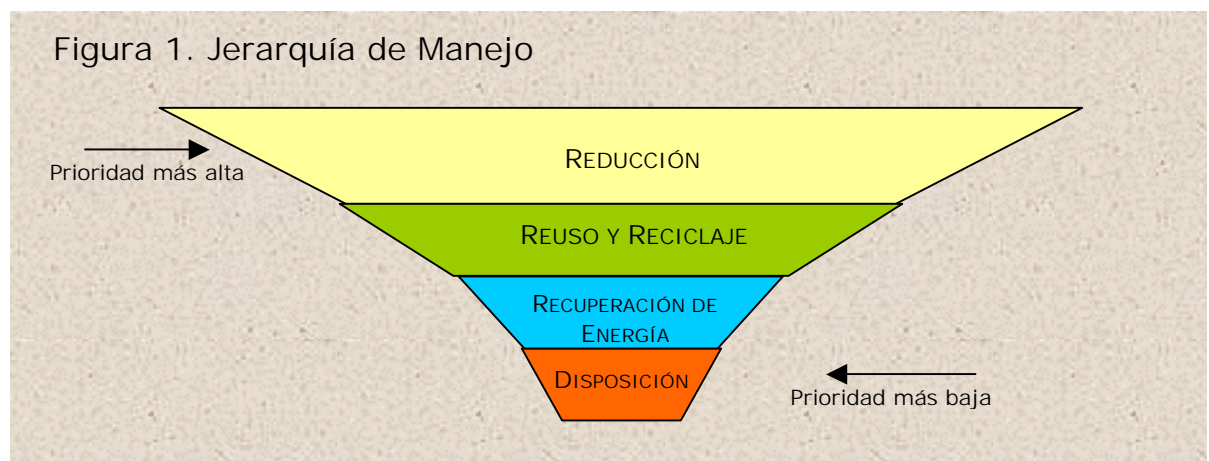 Figura 1. Jerarquía de Manejo
REDUCCIÓN
Prioridad más alta
REUSO Y RECICLAJE
RECUPERACIÓN DE
ENERGÍA
DISPOSICIÓN
Prioridad más baja